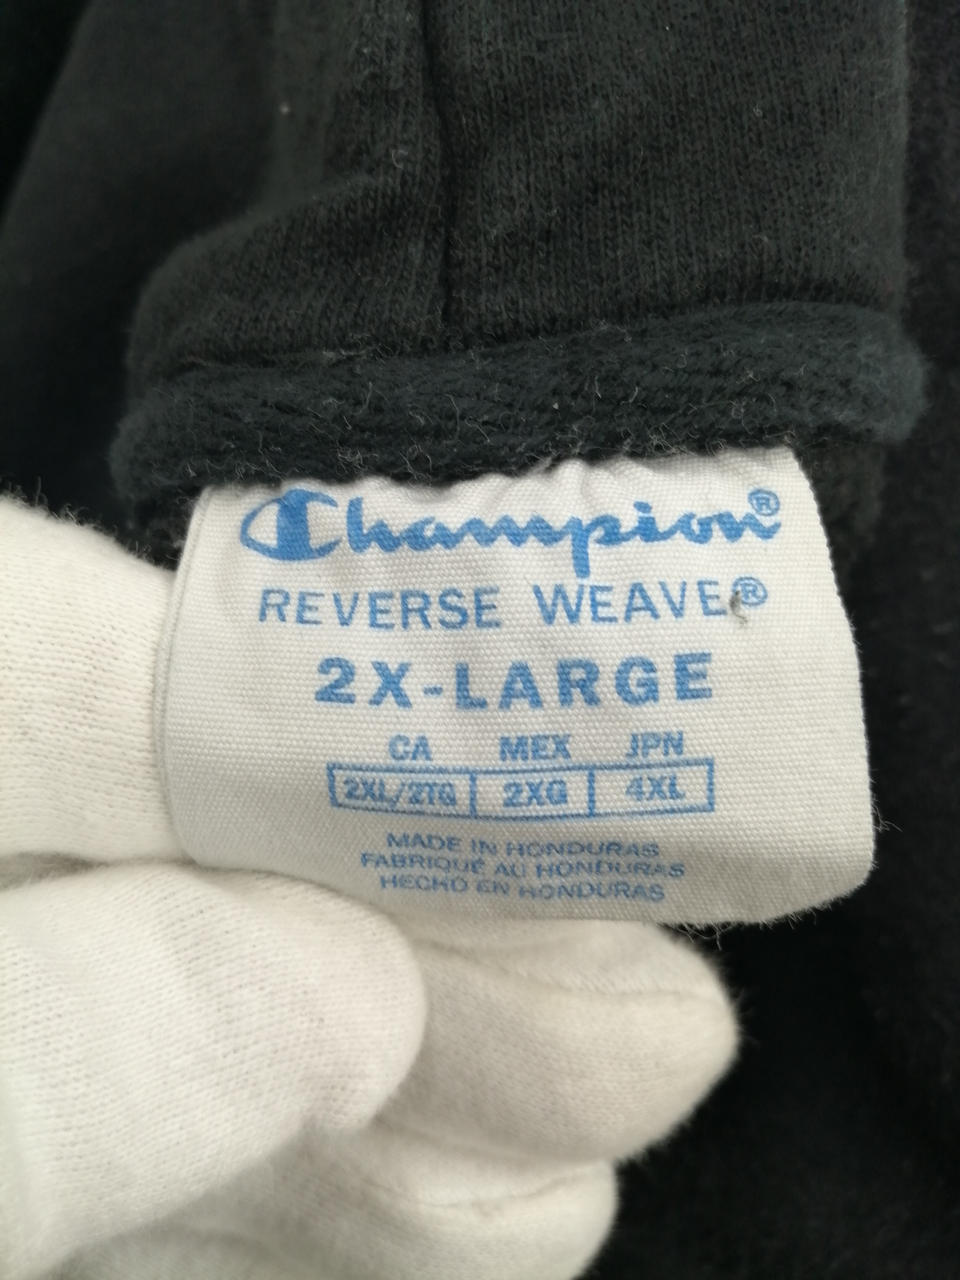 Champion®
REVERSE WEAVE®
2X-LARGE
CA MEX JPN
2XL/2TG 2XG 4XL
MADE IN HONDURAS
FABRIQUÉ AU HONDURAS
HECHO EN HONDURAS